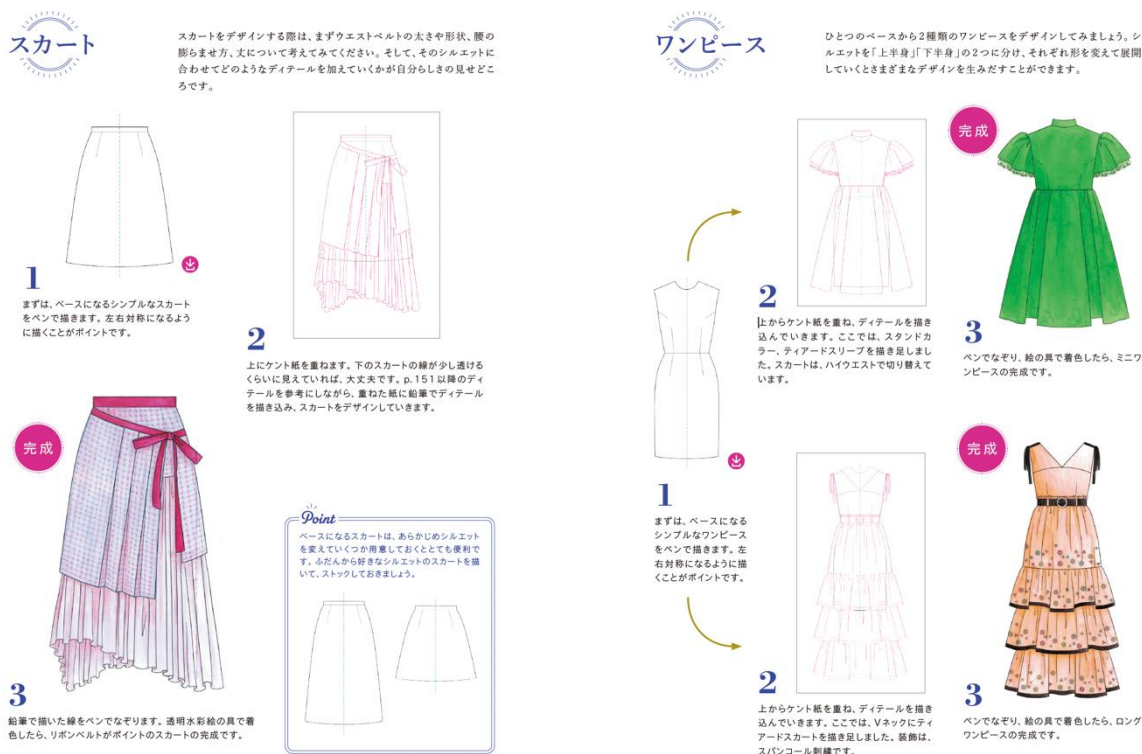 スカート
スカートをデザインする際は、まずウエストベルトの太さや形状、腰の
膨らませ方、丈について考えてみてください。そして、そのシルエットに
合わせてどのようなディテールを加えていくかが自分らしさの見せどこ
ろです。
1
まずは、ベースになるシンプルなスカート
をペンで描きます。左右対称になるよう
に描くことがポイントです。
2
上にケント紙を重ねます。下のスカートの線が少し透ける
くらいに見えていれば、大丈夫です。p.151以降のディ
テールを参考にしながら、重ねた紙に鉛筆でディテール
を描き込み、スカートをデザインしていきます。
完成
3
鉛筆で描いた線をペンでなぞります。透明水彩絵の具で着
色したら、リボンベルトがポイントのスカートの完成です。
Point
ベースになるスカートは、あらかじめシルエット
を変えていくつか用意しておくととても便利で
す。ふだんから好きなシルエットのスカートを描
いて、ストックしておきましょう。
ワンピース
ひとつのベースから2種類のワンピースをデザインしてみましょう。シ
ルエットを「上半身」「下半身」の2つに分け、それぞれ形を変えて展開
していくとさまざまなデザインを生みだすことができます。
1
まずは、ベースになる
シンプルなワンピース
をペンで描きます。左
右対称になるように描
くことがポイントです。
2
上からケント紙を重ね、ディテールを描き
込んでいきます。ここでは、スタンドカ
ラー、ティアードスリーブを描き足しまし
た。スカートは、ハイウエストで切り替えて
います。
完成
3
ペンでなぞり、絵の具で着色したら、ミニワ
ンピースの完成です。
2
上からケント紙を重ね、ディテールを描き
込んでいきます。ここでは、Vネックにティ
アードスカートを描き足しました。装飾は、
スパンコール刺繍です。
完成
3
ペンでなぞり、絵の具で着色したら、ロング
ワンピースの完成です。